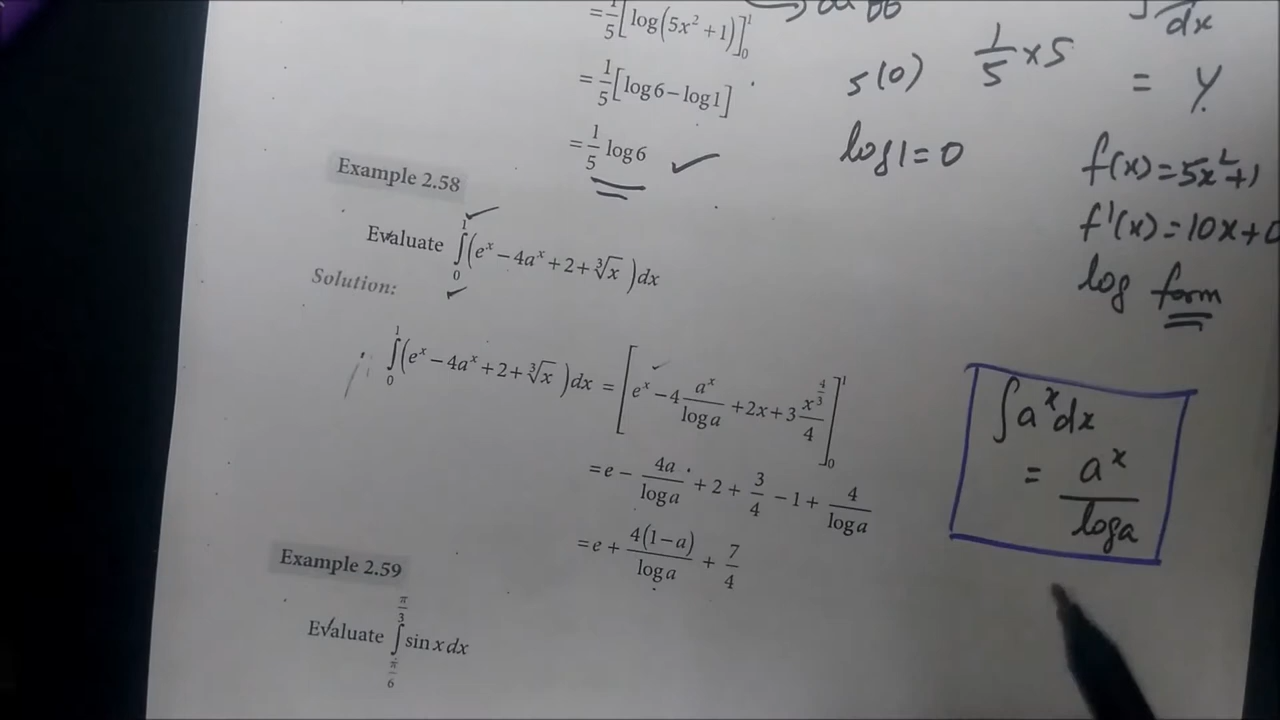 = 1/5 [log(5x² + 1)]₀¹
= 1/5 [log 6 – log 1]
= 1/5 log 6
Example 2.58
Evaluate ∫₀¹ (eˣ – 4aˣ + 2 + ∛x) dx
Solution:
∫₀¹ (eˣ – 4aˣ + 2 + ∛x) dx = [eˣ – 4 aˣ/log a + 2x + 3 x^(4/3)/4]₀¹
= e – 4a/log a + 2 + 3/4 – 1 + 4/log a
= e + 4(1–a)/log a + 7/4
Example 2.59
Evaluate ∫_(π/6)^(π/3) sin x dx
5(0)
1/5 × 5
log 1 = 0
dx
= y
f(x) = 5x² + 1
f'(x) = 10x + 0
log form
∫ aˣ dx
= aˣ/log a